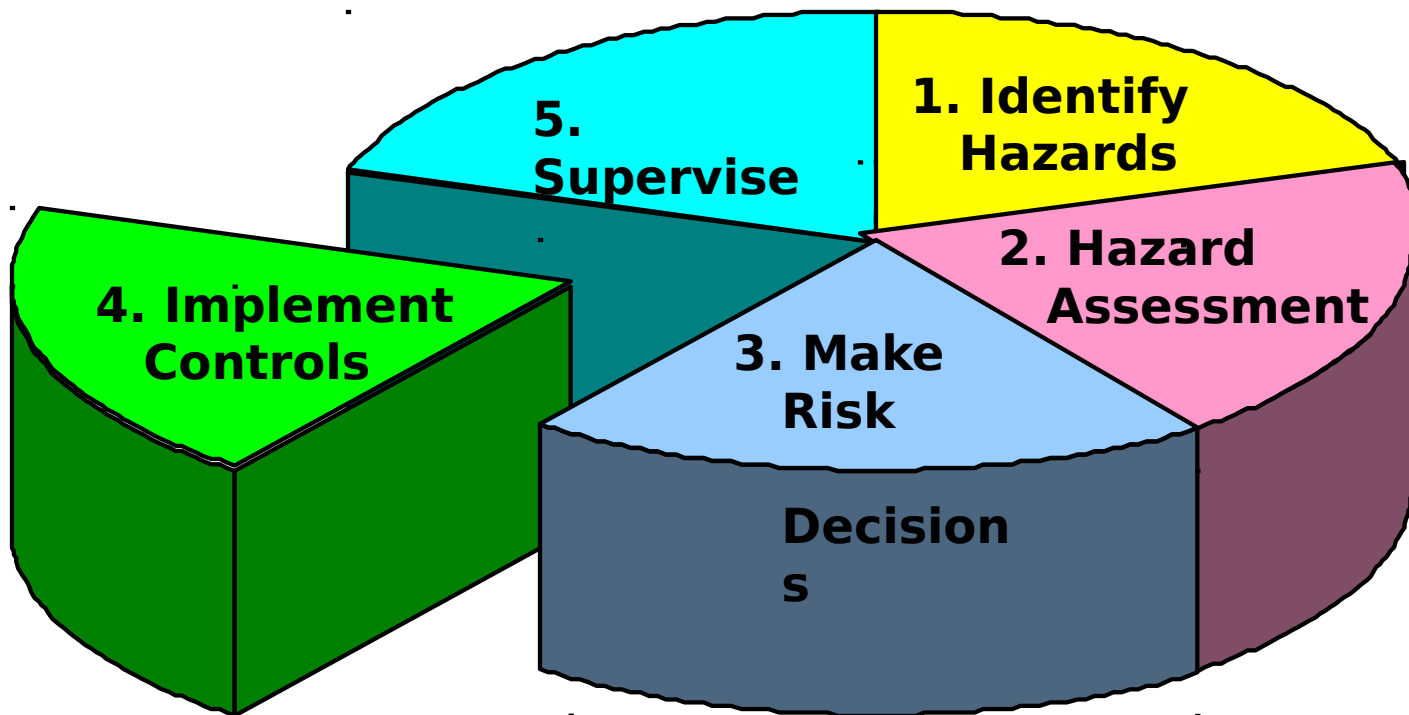 1. Identify
Hazards
2. Hazard
Assessment
3. Make
Risk
Decision
s
4. Implement
Controls
5.
Supervise